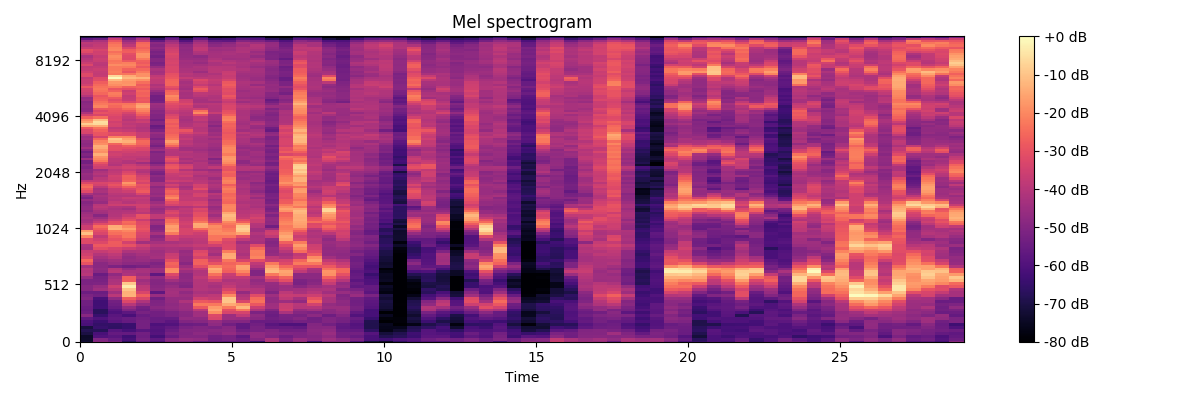 Mel spectrogram
Hz
8192
4096
2048
1024
512
0
0 5 10 15 20 25
Time
+0 dB
-10 dB
-20 dB
-30 dB
-40 dB
-50 dB
-60 dB
-70 dB
-80 dB